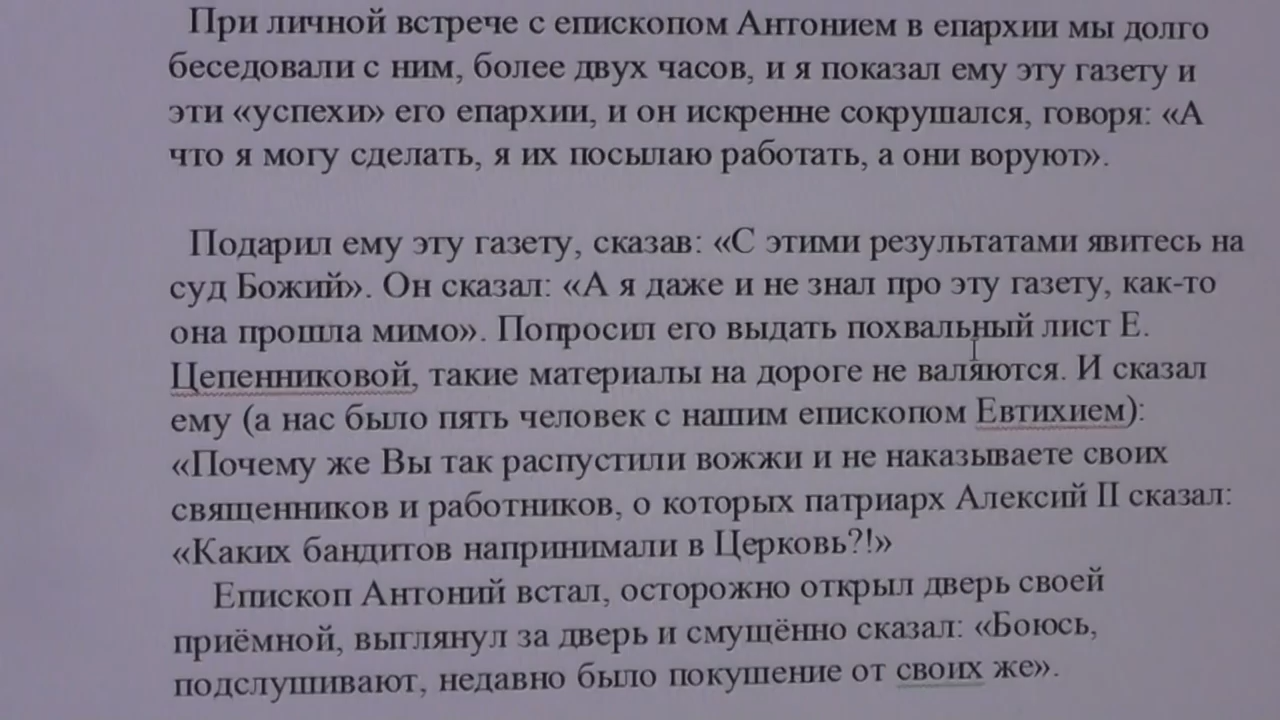 При личной встрече с епископом Антонием в епархии мы долго
беседовали с ним, более двух часов, и я показал ему эту газету и
эти «успехи» его епархии, и он искренне сокрушался, говоря: «А
что я могу сделать, я их посылаю работать, а они воруют».
Подарил ему эту газету, сказав: «С этими результатами явитесь на
суд Божий». Он сказал: «А я даже и не знал про эту газету, как-то
она прошла мимо». Попросил его выдать похвальный лист Е.
Цепенниковой, такие материалы на дороге не валяются. И сказал
ему (а нас было пять человек с нашим епископом Евтихием):
«Почему же Вы так распустили вожжи и не наказываете своих
священников и работников, о которых патриарх Алексий II сказал:
«Каких бандитов напринимали в Церковь?!»
Епископ Антоний встал, осторожно открыл дверь своей
приёмной, выглянул за дверь и смущённо сказал: «Боюсь,
подслушивают, недавно было покушение от своих же».